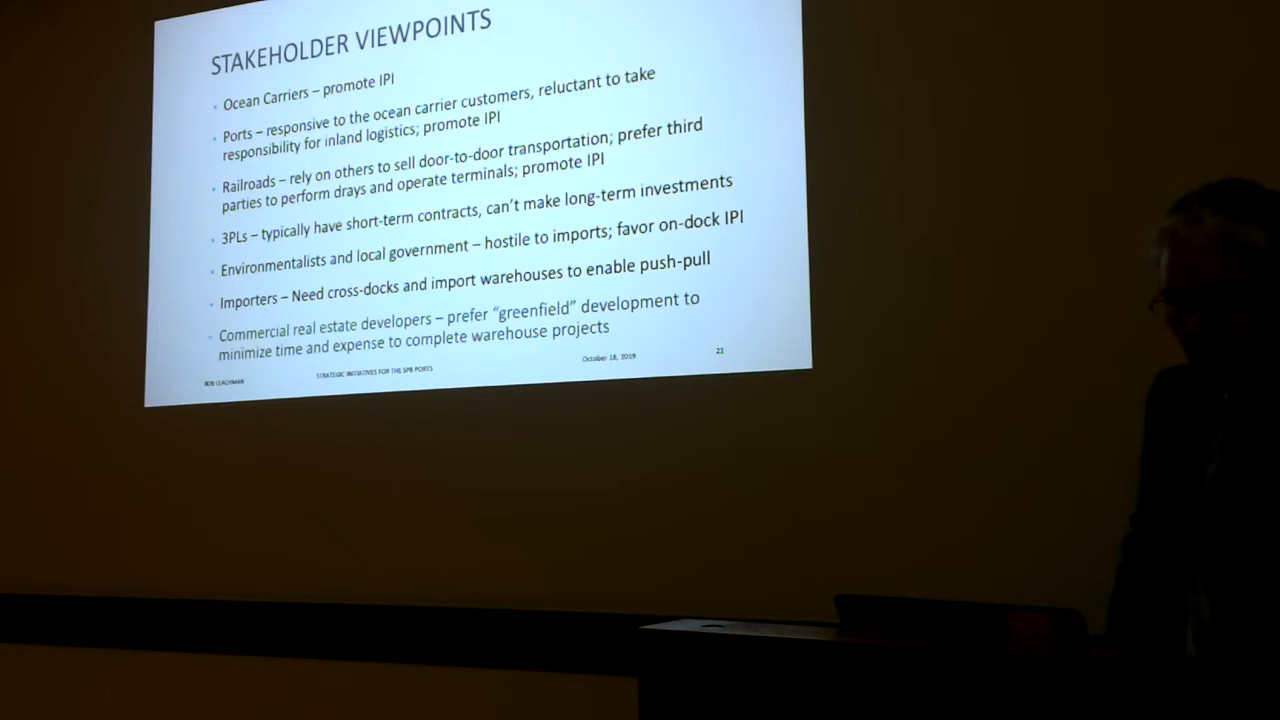 STAKEHOLDER VIEWPOINTS
• Ocean Carriers – promote IPI
• Ports – responsive to the ocean carrier customers, reluctant to take
responsibility for inland logistics; promote IPI
• Railroads – rely on others to sell door-to-door transportation; prefer third
parties to perform drays and operate terminals; promote IPI
• 3PLs – typically have short-term contracts, can't make long-term investments
• Environmentalists and local government – hostile to imports; favor on-dock IPI
• Importers – Need cross-docks and import warehouses to enable push-pull
• Commercial real estate developers – prefer “greenfield” development to
minimize time and expense to complete warehouse projects
BOB LEACHMAN
STRATEGIC INITIATIVES FOR THE SPB PORTS
October 18, 2019
21